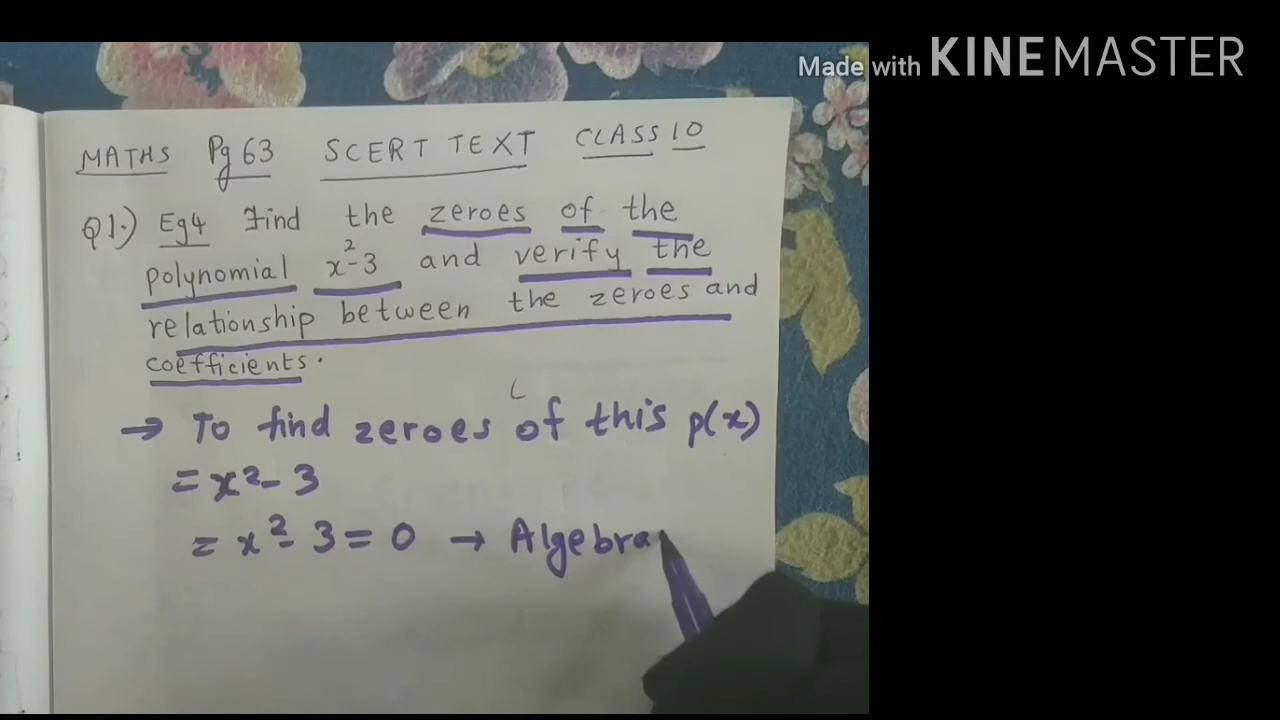 Made with KINEMASTER
MATHS Pg 63 SCERT TEXT CLASS 10
Q1.) Eg4 Find the zeroes of the
polynomial x²-3 and verify the
relationship between the zeroes and
coefficients.
→ To find zeroes of this p(x)
= x² - 3
= x² - 3 = 0 → Algebra